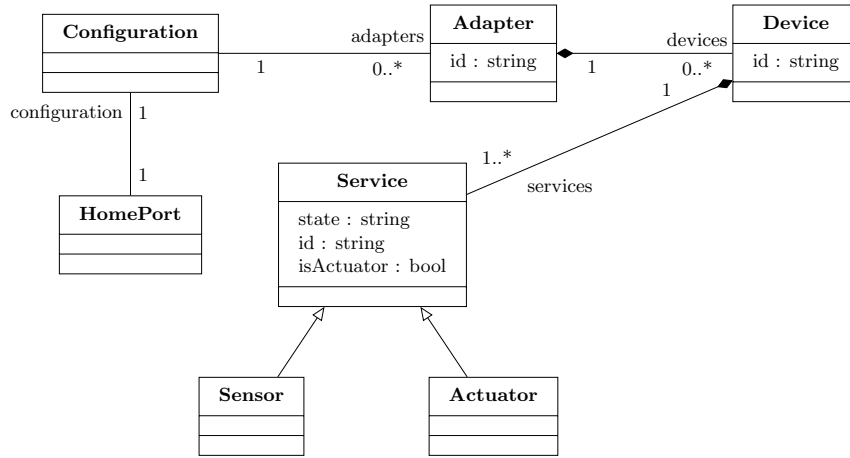 Configuration
adapters
1
0..*
Adapter
id : string
devices
1
0..*
Device
id : string
configuration
1
1
HomePort
1
1..*
services
Service
state : string
id : string
isActuator : bool
Sensor
Actuator